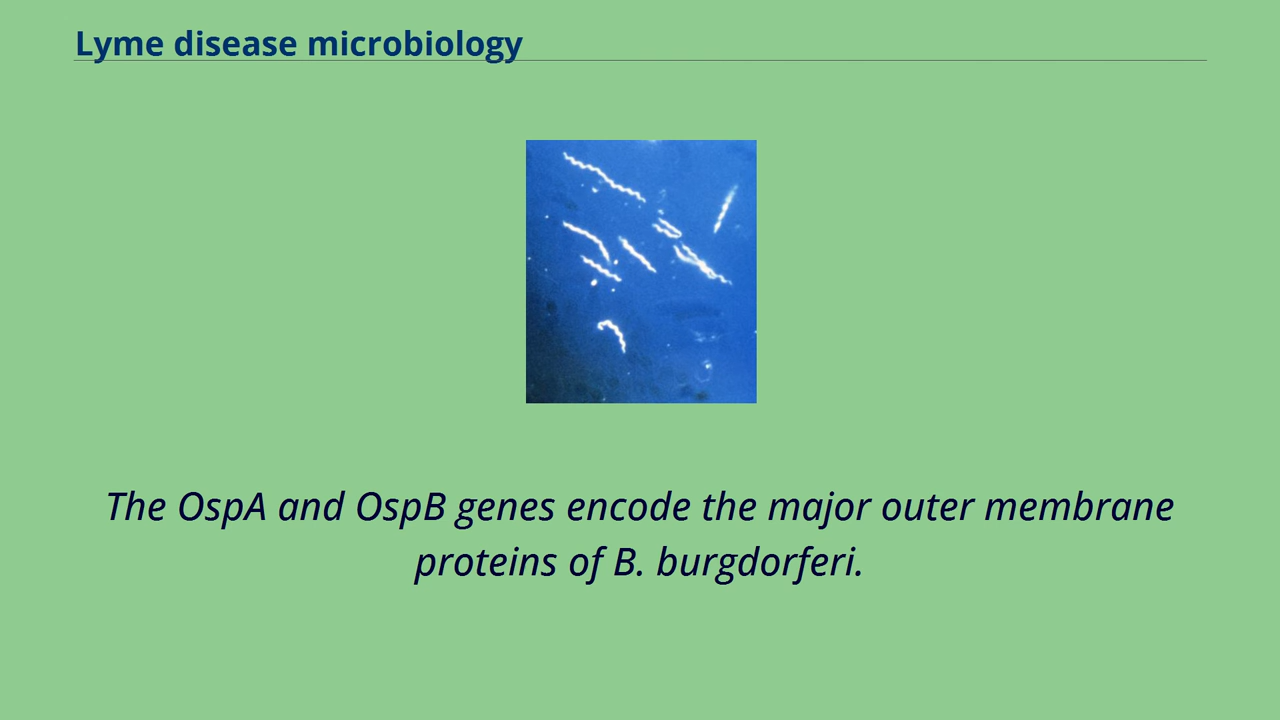 Lyme disease microbiology
The OspA and OspB genes encode the major outer membrane
proteins of B. burgdorferi.